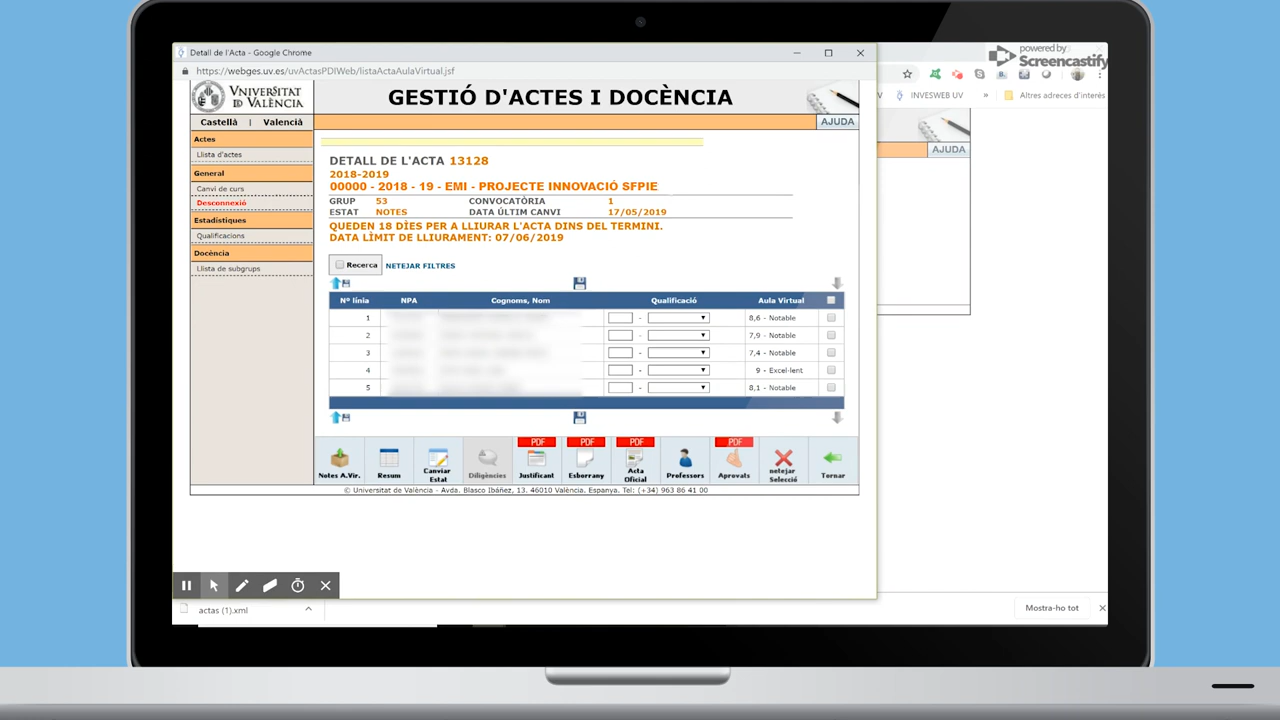 Detall de l'Acta - Google Chrome
https://webges.uv.es/uvActasPDIWeb/listaActaAulaVirtual.jsf
powered by
Screencastify
INVESWEB UV
»
Altres adreces d'interés
VNIVERSITAT
DE VALÈNCIA
GESTIÓ D'ACTES I DOCÈNCIA
Castellà | Valencià
AJUDA
AJUDA
Actes
Llista d'actes
General
Canvi de curs
Desconnexió
Estadístiques
Qualificacions
Docència
Llista de subgrups
DETALL DE L'ACTA 13128
2018-2019
00000 - 2018 - 19 - EMI - PROJECTE INNOVACIÓ SFPIE
GRUP 53 CONVOCATÒRIA 1
ESTAT NOTES DATA ÚLTIM CANVI 17/05/2019
QUEDEN 18 DÌES PER A LLIURAR L'ACTA DINS DEL TERMINI.
DATA LÌMIT DE LLIURAMENT: 07/06/2019
Recerca NETEJAR FILTRES
Nº línia NPA Cognoms, Nom Qualificació Aula Virtual
1 - 8,6 - Notable
2 - 7,9 - Notable
3 - 7,4 - Notable
4 - 9 - Excel·lent
5 - 8,1 - Notable
PDF PDF PDF PDF
Notes A.Vir. Resum Canviar Estat Diligències Justificant Esborrany Acta Oficial Professors Aprovats netejar Selecció Tornar
© Universitat de València - Avda. Blasco Ibáñez, 13. 46010 València. Espanya. Tel: (+34) 963 86 41 00
actas (1).xml
Mostra-ho tot